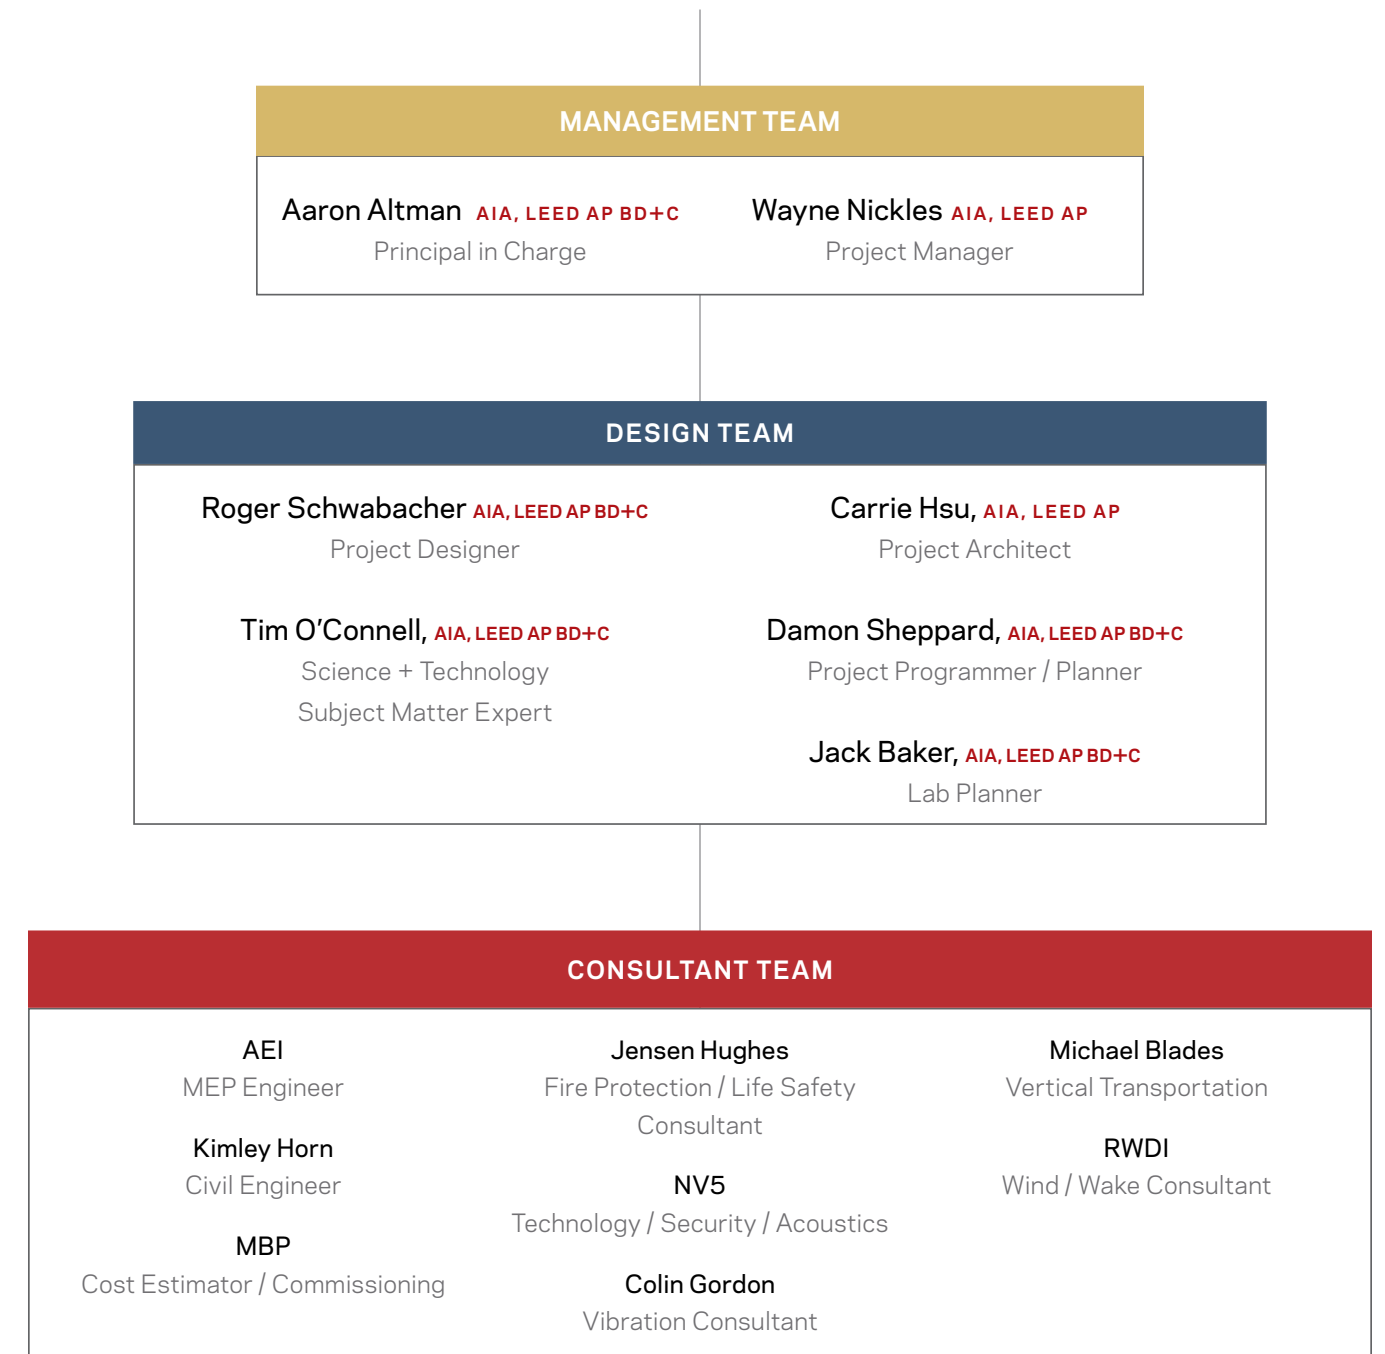 MANAGEMENT TEAM
Aaron Altman AIA, LEED AP BD+C
Principal in Charge
Wayne Nickles AIA, LEED AP
Project Manager
DESIGN TEAM
Roger Schwabacher AIA, LEED AP BD+C
Project Designer
Tim O'Connell, AIA, LEED AP BD+C
Science + Technology
Subject Matter Expert
Carrie Hsu, AIA, LEED AP
Project Architect
Damon Sheppard, AIA, LEED AP BD+C
Project Programmer / Planner
Jack Baker, AIA, LEED AP BD+C
Lab Planner
CONSULTANT TEAM
AEI
MEP Engineer
Kimley Horn
Civil Engineer
MBP
Cost Estimator / Commissioning
Jensen Hughes
Fire Protection / Life Safety
Consultant
NV5
Technology / Security / Acoustics
Colin Gordon
Vibration Consultant
Michael Blades
Vertical Transportation
RWDI
Wind / Wake Consultant